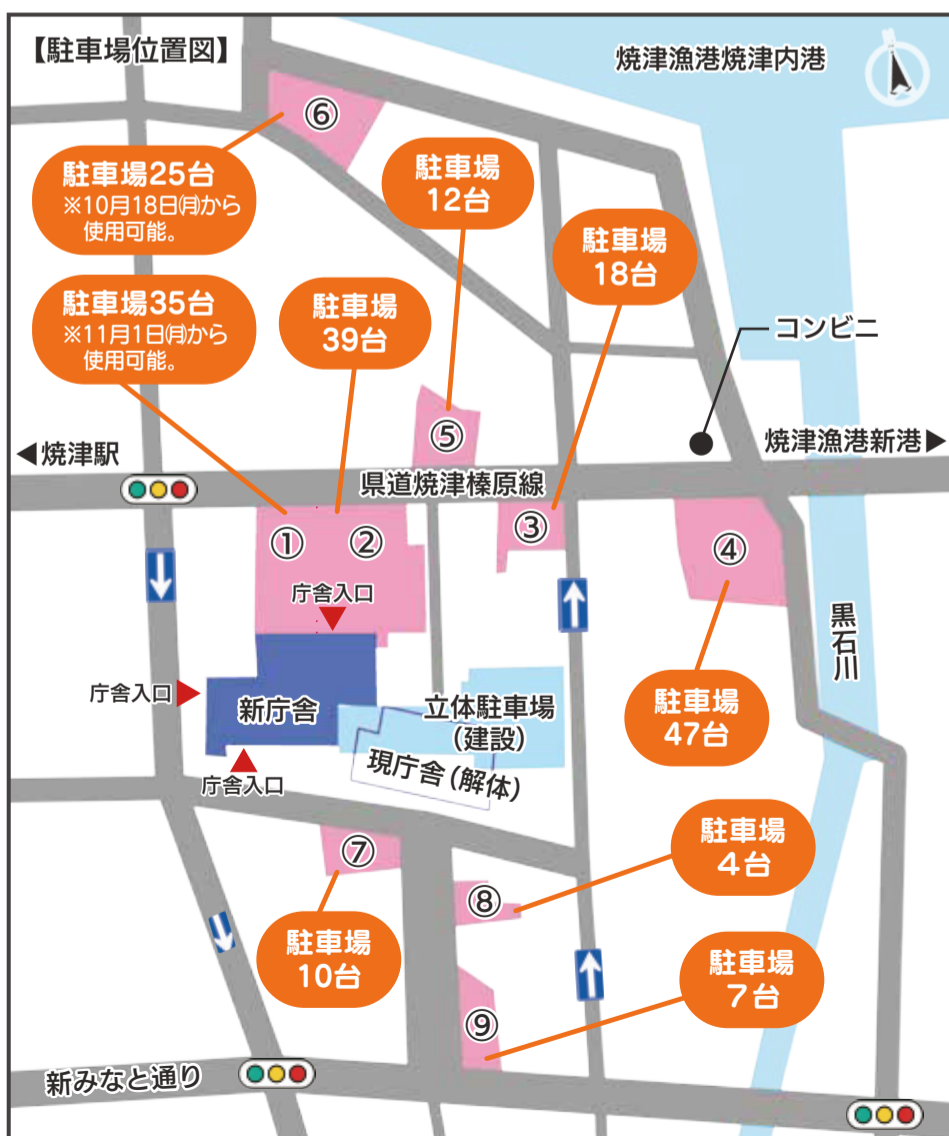 【駐車場位置図】
焼津漁港焼津内港
N
⑥
駐車場25台
※10月18日㈪から
使用可能。
駐車場
12台
駐車場
18台
駐車場35台
※11月1日㈪から
使用可能。
駐車場
39台
コンビニ
⑤
◀焼津駅
焼津漁港新港▶
県道焼津榛原線
①
②
③
④
庁舎入口
黒石川
庁舎入口
新庁舎
立体駐車場
(建設)
駐車場
47台
現庁舎(解体)
庁舎入口
⑦
駐車場
4台
⑧
駐車場
10台
駐車場
7台
⑨
新みなと通り